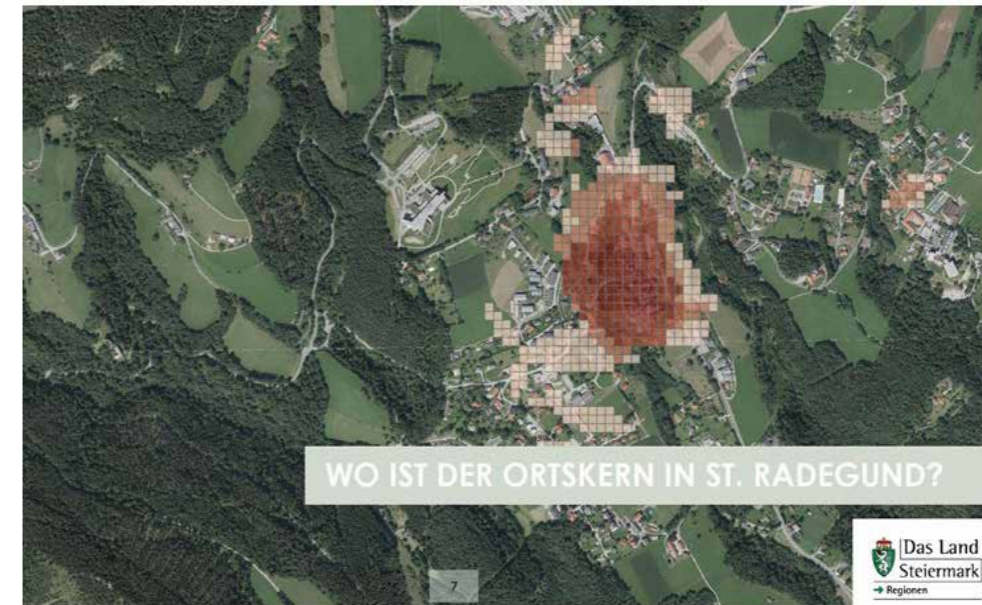 WO IST DER ORTSKERN IN ST. RADEGUND?
7
Das Land
Steiermark
→ Regionen